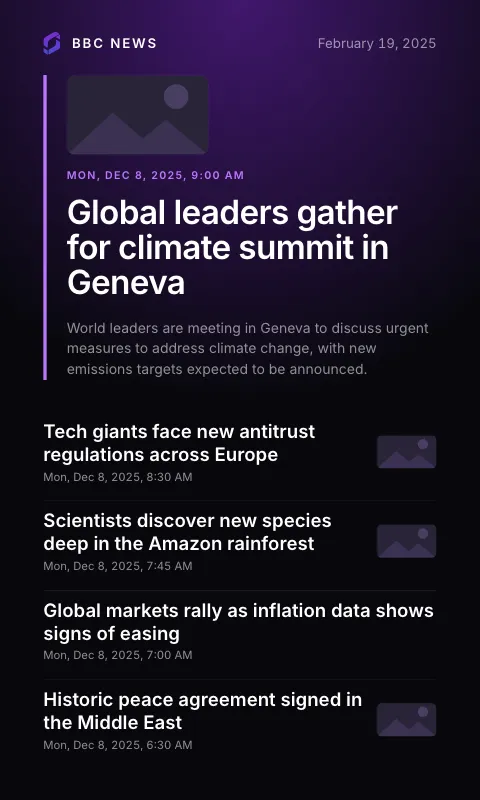 BBC NEWS
February 19, 2025
MON, DEC 8, 2025, 9:00 AM
Global leaders gather
for climate summit in
Geneva
World leaders are meeting in Geneva to discuss urgent
measures to address climate change, with new
emissions targets expected to be announced.
Tech giants face new antitrust
regulations across Europe
Mon, Dec 8, 2025, 8:30 AM
Scientists discover new species
deep in the Amazon rainforest
Mon, Dec 8, 2025, 7:45 AM
Global markets rally as inflation data shows
signs of easing
Mon, Dec 8, 2025, 7:00 AM
Historic peace agreement signed in
the Middle East
Mon, Dec 8, 2025, 6:30 AM